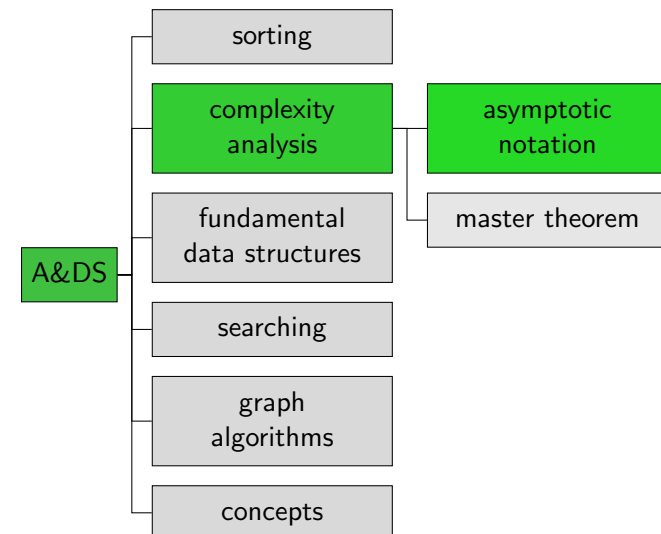 sorting
complexity
analysis
asymptotic
notation
fundamental
data structures
master theorem
A&DS
searching
graph
algorithms
concepts